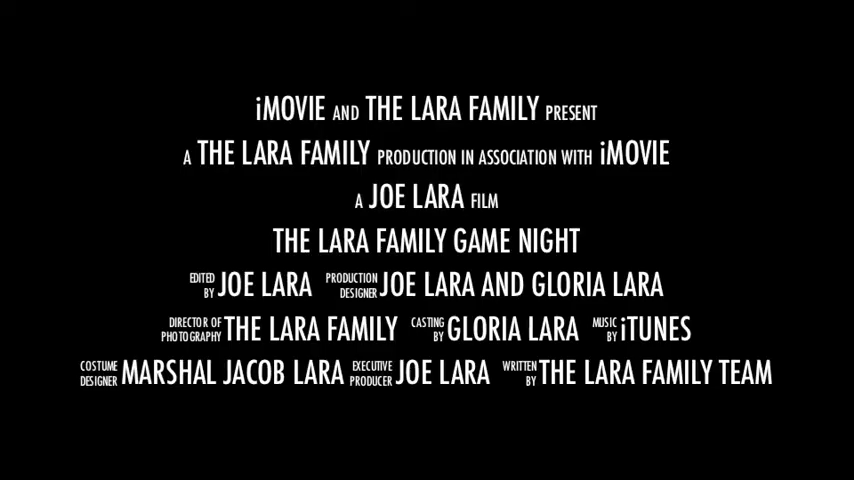 iMOVIE AND THE LARA FAMILY PRESENT
A THE LARA FAMILY PRODUCTION IN ASSOCIATION WITH iMOVIE
A JOE LARA FILM
THE LARA FAMILY GAME NIGHT
EDITED BY JOE LARA PRODUCTION DESIGNER JOE LARA AND GLORIA LARA
DIRECTOR OF PHOTOGRAPHY THE LARA FAMILY CASTING BY GLORIA LARA MUSIC BY iTUNES
COSTUME DESIGNER MARSHAL JACOB LARA EXECUTIVE PRODUCER JOE LARA WRITTEN BY THE LARA FAMILY TEAM